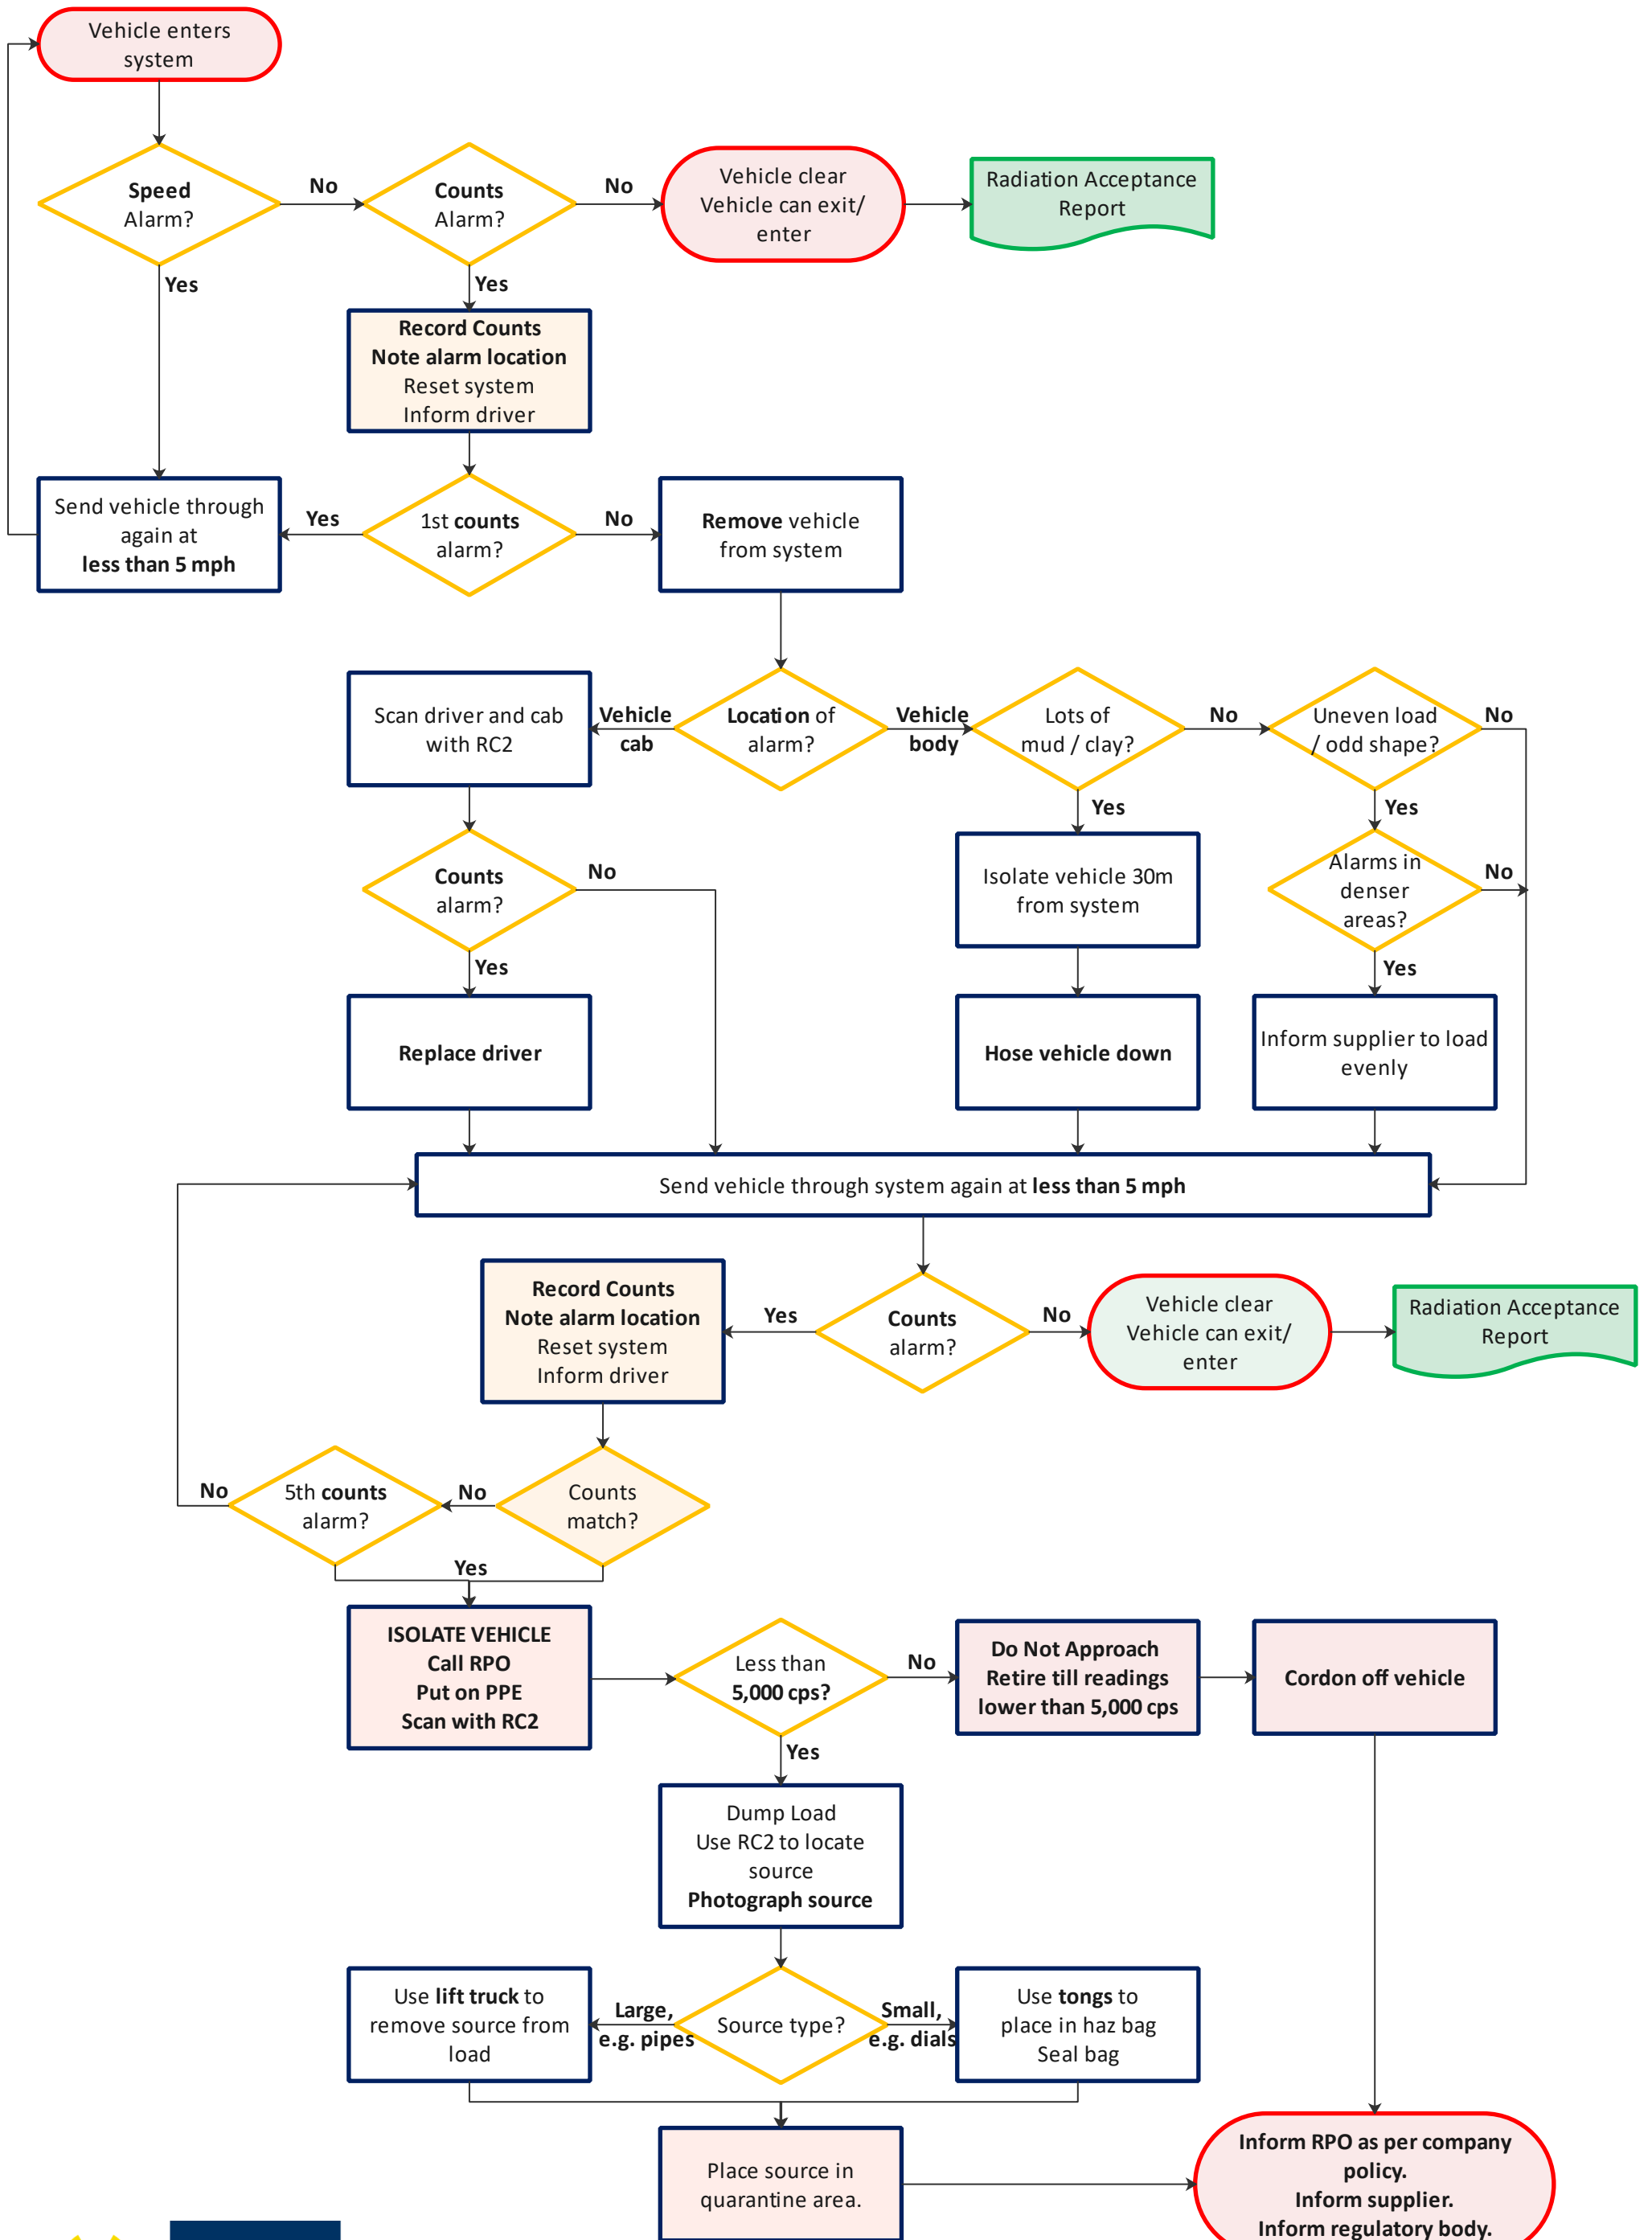 Vehicle enters
system
Speed
Alarm?
No
Counts
Alarm?
No
Vehicle clear
Vehicle can exit/
enter
Radiation Acceptance
Report
Yes
Yes
Record Counts
Note alarm location
Reset system
Inform driver
Send vehicle through
again at
less than 5 mph
Yes
1st counts
alarm?
No
Remove vehicle
from system
Scan driver and cab
with RC2
Vehicle
cab
Location of
alarm?
Vehicle
body
Lots of
mud / clay?
No
Uneven load
/ odd shape?
No
Yes
Yes
Counts
alarm?
No
Isolate vehicle 30m
from system
Alarms in
denser
areas?
No
Yes
Yes
Replace driver
Hose vehicle down
Inform supplier to load
evenly
Send vehicle through system again at less than 5 mph
Record Counts
Note alarm location
Reset system
Inform driver
Yes
Counts
alarm?
No
Vehicle clear
Vehicle can exit/
enter
Radiation Acceptance
Report
No
5th counts
alarm?
No
Counts
match?
Yes
ISOLATE VEHICLE
Call RPO
Put on PPE
Scan with RC2
Less than
5,000 cps?
No
Do Not Approach
Retire till readings
lower than 5,000 cps
Cordon off vehicle
Yes
Dump Load
Use RC2 to locate
source
Photograph source
Use lift truck to
remove source from
load
Large,
e.g. pipes
Source type?
Small,
e.g. dials
Use tongs to
place in haz bag
Seal bag
Place source in
quarantine area.
Inform RPO as per company
policy.
Inform supplier.
Inform regulatory body.